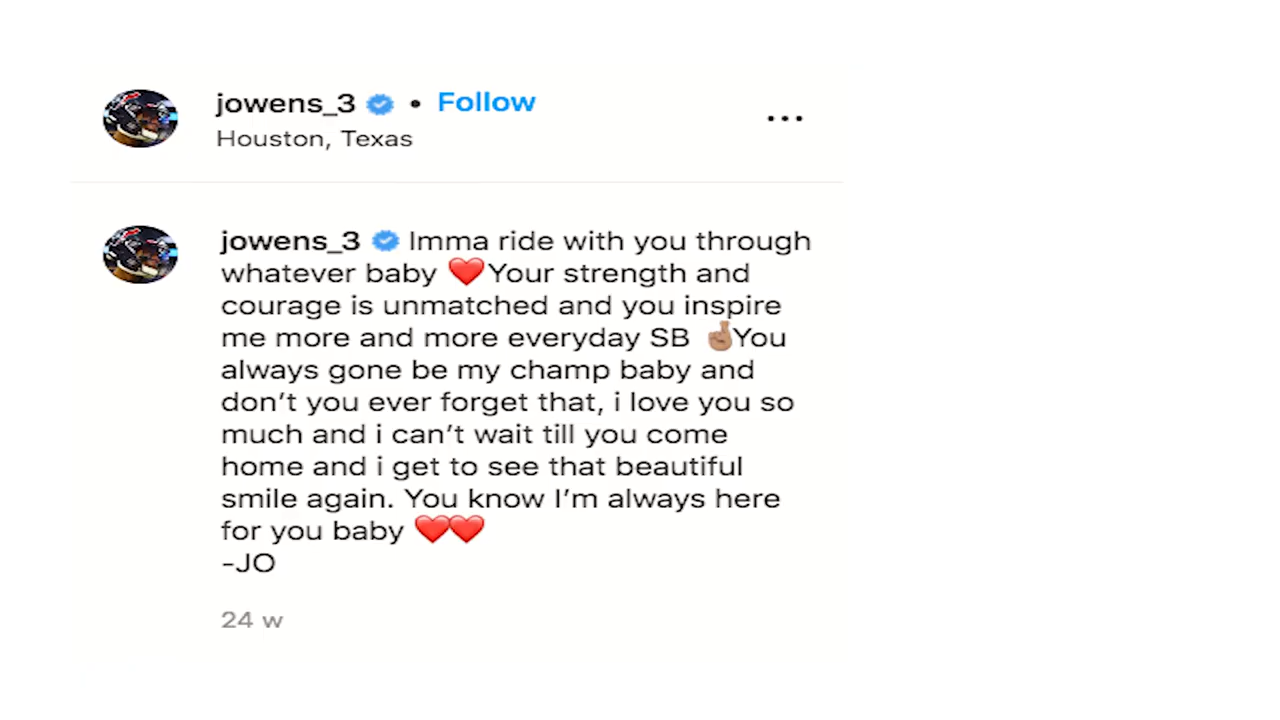 jowens_3 • Follow
Houston, Texas
...
jowens_3 Imma ride with you through
whatever baby ❤️Your strength and
courage is unmatched and you inspire
me more and more everyday SB 🤞🏽You
always gone be my champ baby and
don't you ever forget that, i love you so
much and i can't wait till you come
home and i get to see that beautiful
smile again. You know I'm always here
for you baby ❤️❤️
-JO
24 w